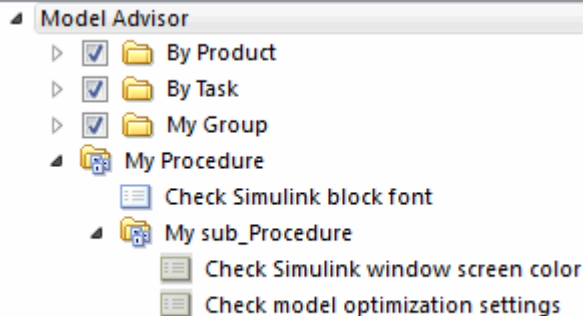 Model Advisor
By Product
By Task
My Group
My Procedure
Check Simulink block font
My sub_Procedure
Check Simulink window screen color
Check model optimization settings